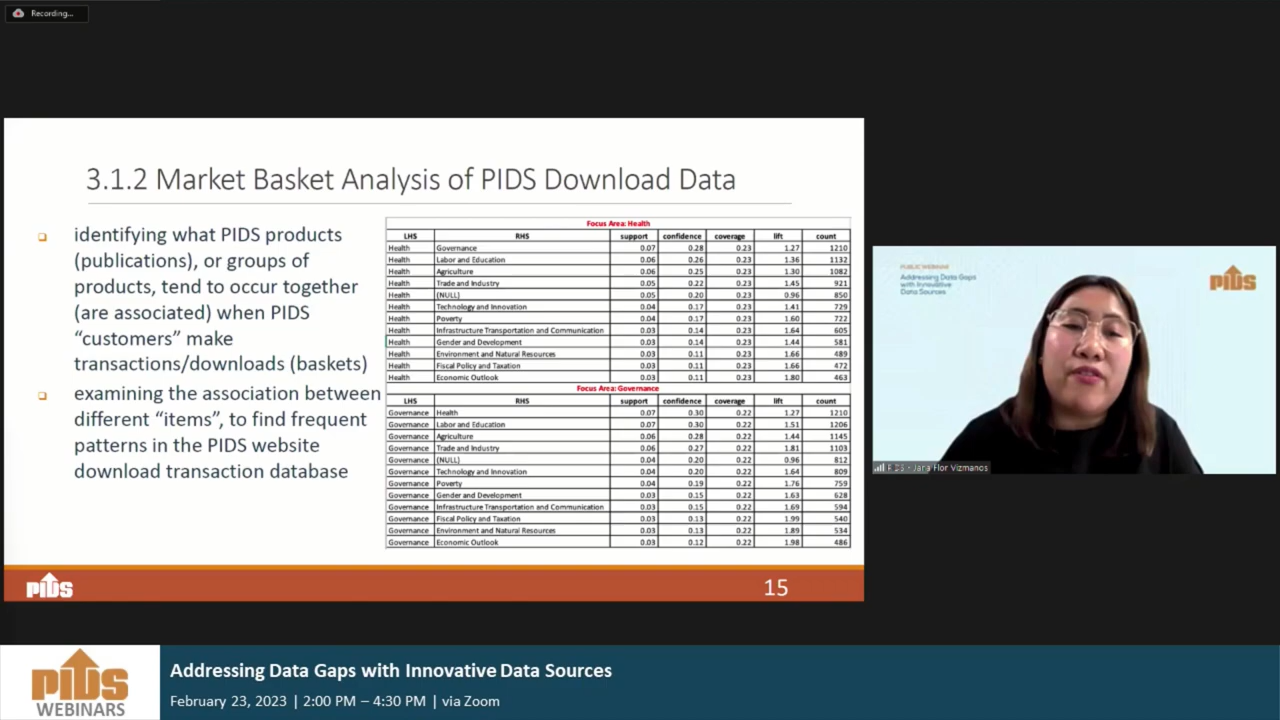 Recording...
3.1.2 Market Basket Analysis of PIDS Download Data
identifying what PIDS products
(publications), or groups of
products, tend to occur together
(are associated) when PIDS
“customers” make
transactions/downloads (baskets)
examining the association between
different “items”, to find frequent
patterns in the PIDS website
download transaction database
Focus Area: Health
LHS RHS support confidence coverage lift count
Health Governance 0.07 0.28 0.23 1.27 1210
Health Labor and Education 0.06 0.26 0.23 1.36 1132
Health Agriculture 0.06 0.25 0.23 1.30 1082
Health Trade and Industry 0.05 0.22 0.23 1.45 921
Health (NULL) 0.05 0.20 0.23 0.96 850
Health Technology and Innovation 0.04 0.17 0.23 1.41 729
Health Poverty 0.04 0.17 0.23 1.60 722
Health Infrastructure Transportation and Communication 0.03 0.14 0.23 1.64 605
Health Gender and Development 0.03 0.14 0.23 1.44 581
Health Environment and Natural Resources 0.03 0.11 0.23 1.66 489
Health Fiscal Policy and Taxation 0.03 0.11 0.23 1.66 472
Health Economic Outlook 0.03 0.11 0.23 1.80 463
Focus Area: Governance
LHS RHS support confidence coverage lift count
Governance Health 0.07 0.30 0.22 1.27 1210
Governance Labor and Education 0.07 0.30 0.22 1.51 1206
Governance Agriculture 0.06 0.28 0.22 1.44 1145
Governance Trade and Industry 0.06 0.27 0.22 1.81 1103
Governance (NULL) 0.04 0.20 0.22 0.96 812
Governance Technology and Innovation 0.04 0.20 0.22 1.64 809
Governance Poverty 0.04 0.19 0.22 1.76 759
Governance Gender and Development 0.03 0.15 0.22 1.63 628
Governance Infrastructure Transportation and Communication 0.03 0.15 0.22 1.69 594
Governance Fiscal Policy and Taxation 0.03 0.13 0.22 1.99 540
Governance Environment and Natural Resources 0.03 0.13 0.22 1.89 534
Governance Economic Outlook 0.03 0.12 0.22 1.98 486
PIDS
15
PUBLIC WEBINAR
Addressing Data Gaps
with Innovative
Data Sources
PIDS
PIDS - Jana Flor Vizmanos
PIDS
WEBINARS
Addressing Data Gaps with Innovative Data Sources
February 23, 2023 | 2:00 PM – 4:30 PM | via Zoom